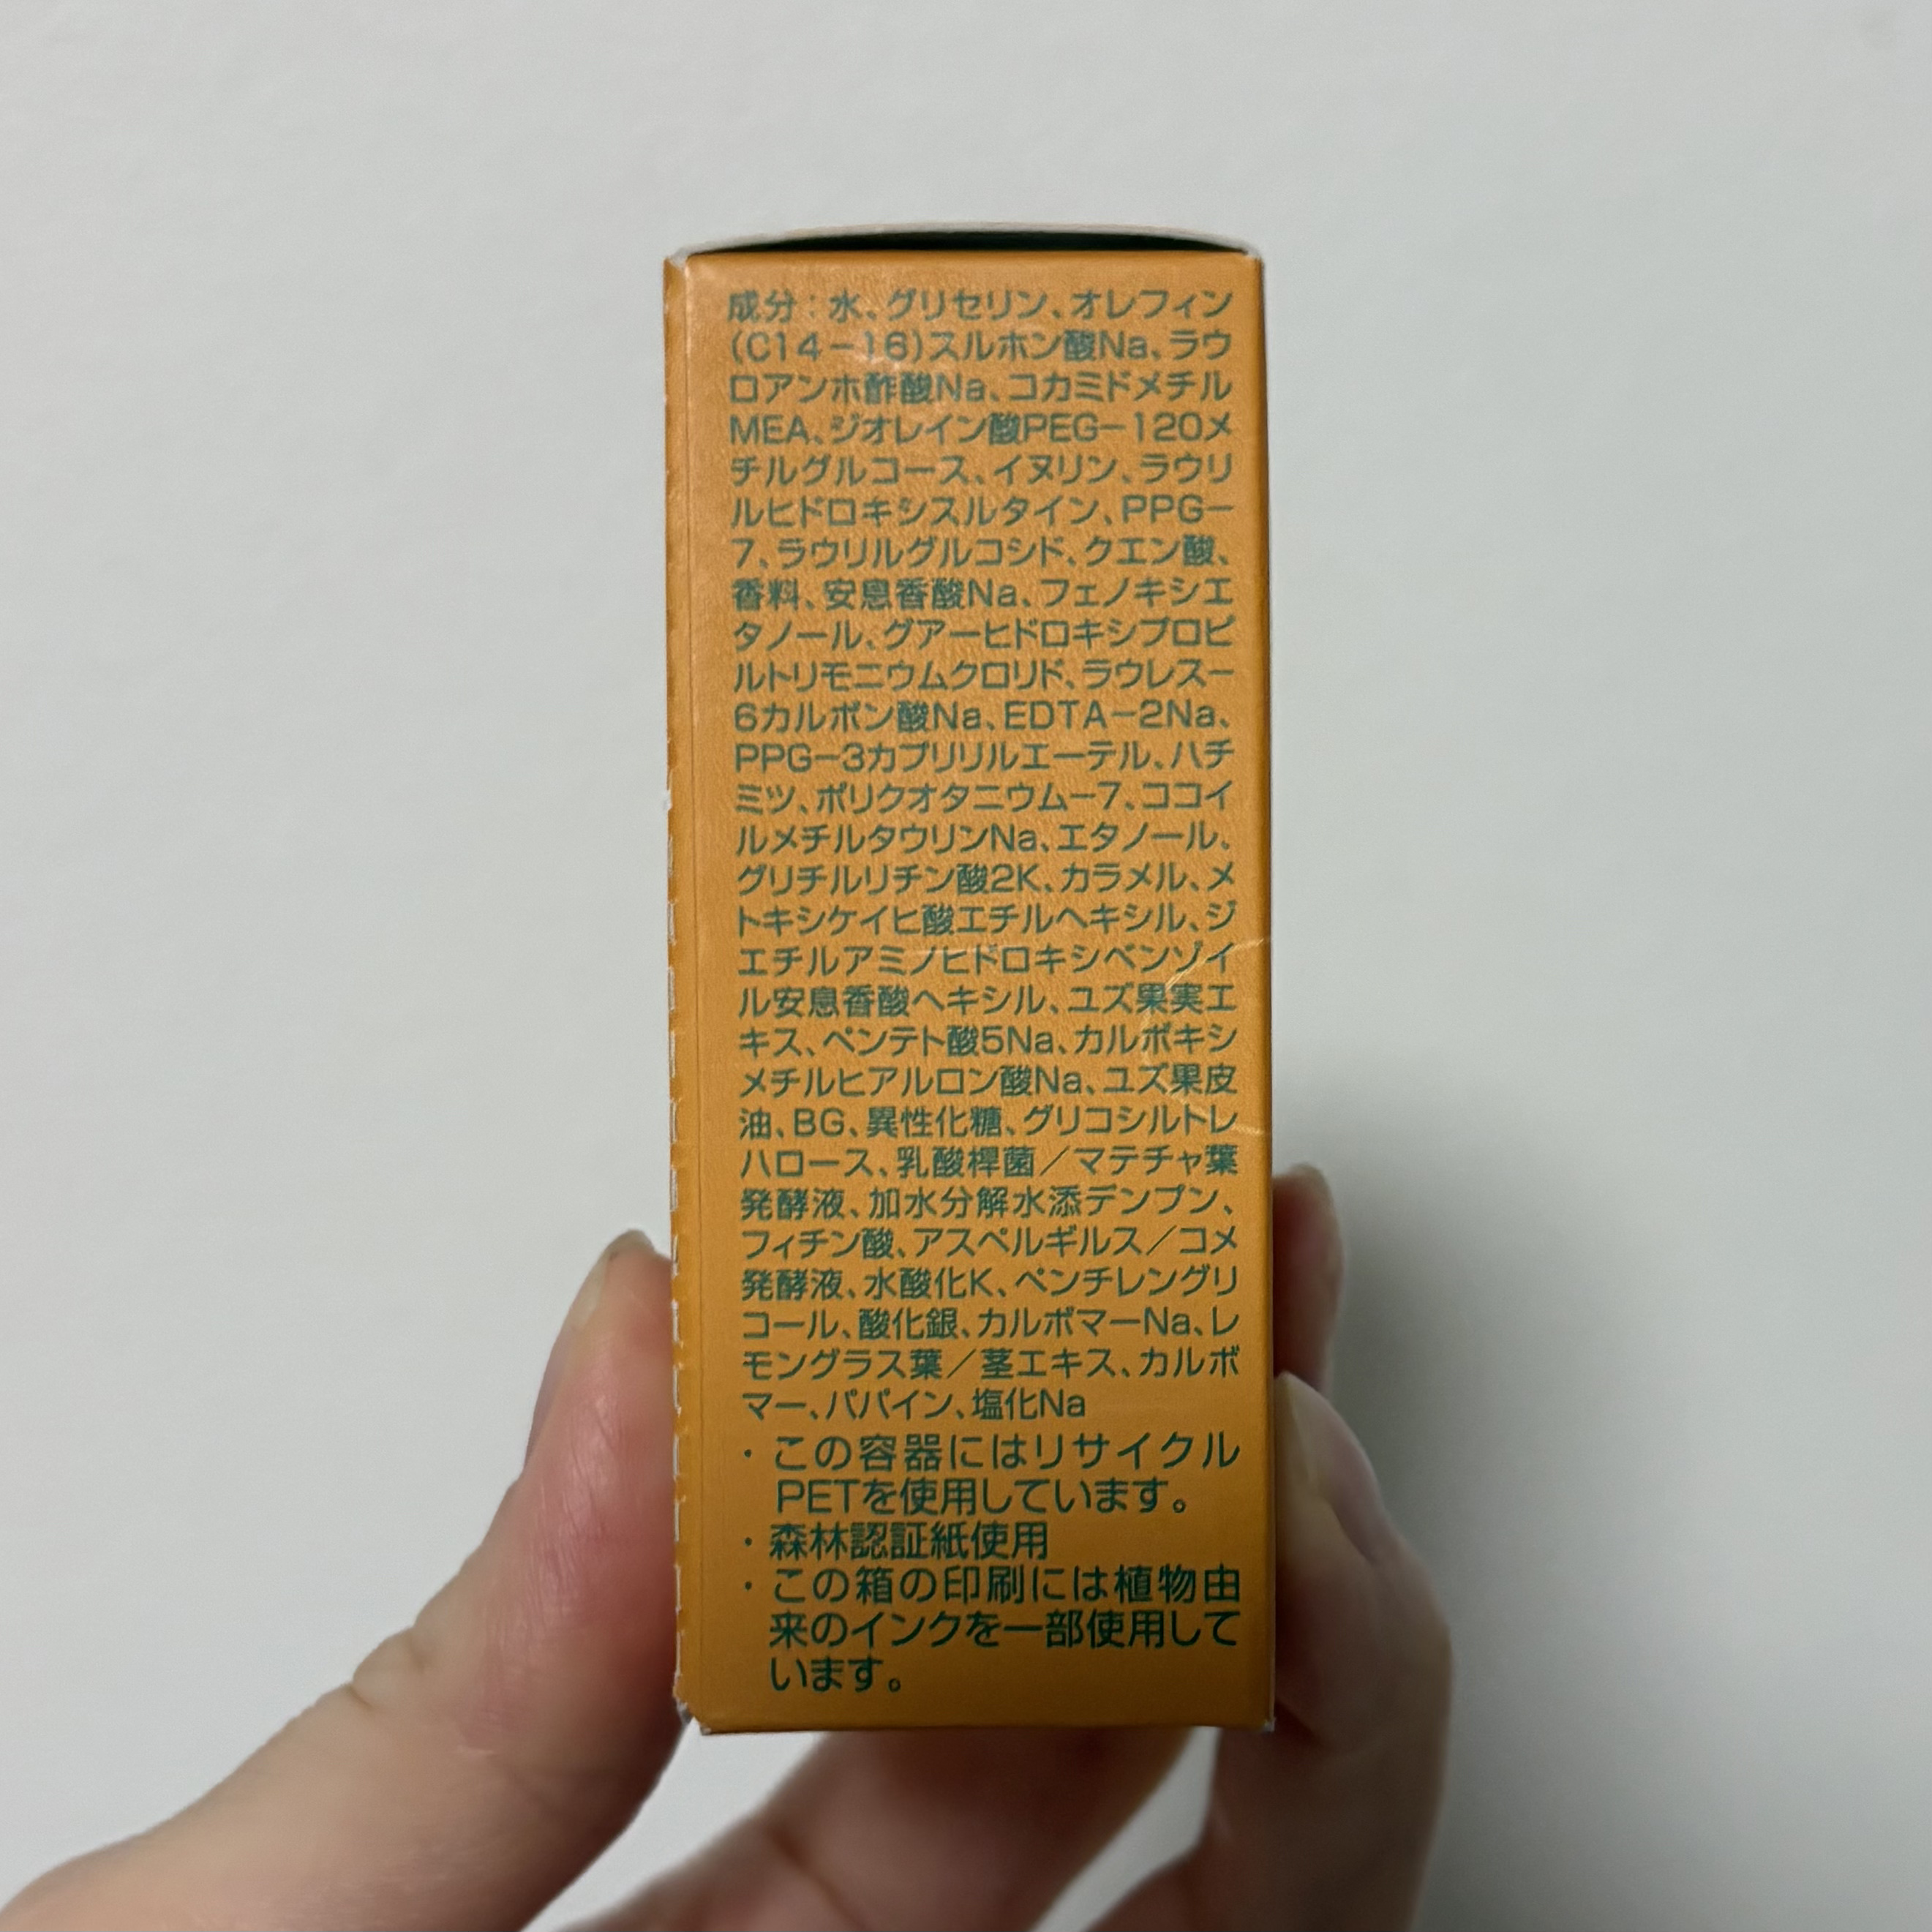 成分：水、グリセリン、オレフィン
(C14－16)スルホン酸Na、ラウ
ロアンホ酢酸Na、コカミドメチル
MEA、ジオレイン酸PEG－120メ
チルグルコース、イヌリン、ラウリ
ルヒドロキシスルタイン、PPG－
7、ラウリルグルコシド、クエン酸、
香料、安息香酸Na、フェノキシエ
タノール、グアーヒドロキシプロピ
ルトリモニウムクロリド、ラウレス－
6カルボン酸Na、EDTA－2Na、
PPG－3カプリリルエーテル、ハチ
ミツ、ポリクオタニウム－7、ココイ
ルメチルタウリンNa、エタノール、
グリチルリチン酸2K、カラメル、メ
トキシケイヒ酸エチルヘキシル、ジ
エチルアミノヒドロキシベンゾイ
ル安息香酸ヘキシル、ユズ果実エ
キス、ペンテト酸5Na、カルボキシ
メチルヒアルロン酸Na、ユズ果皮
油、BG、異性化糖、グリコシルトレ
ハロース、乳酸桿菌／マテチャ葉
発酵液、加水分解水添デンプン、
フィチン酸、アスペルギルス／コメ
発酵液、水酸化K、ペンチレングリ
コール、酸化銀、カルボマーNa、レ
モングラス葉／茎エキス、カルボ
マー、パパイン、塩化Na
・この容器にはリサイクル
PETを使用しています。
・森林認証紙使用
・この箱の印刷には植物由
来のインクを一部使用して
います。